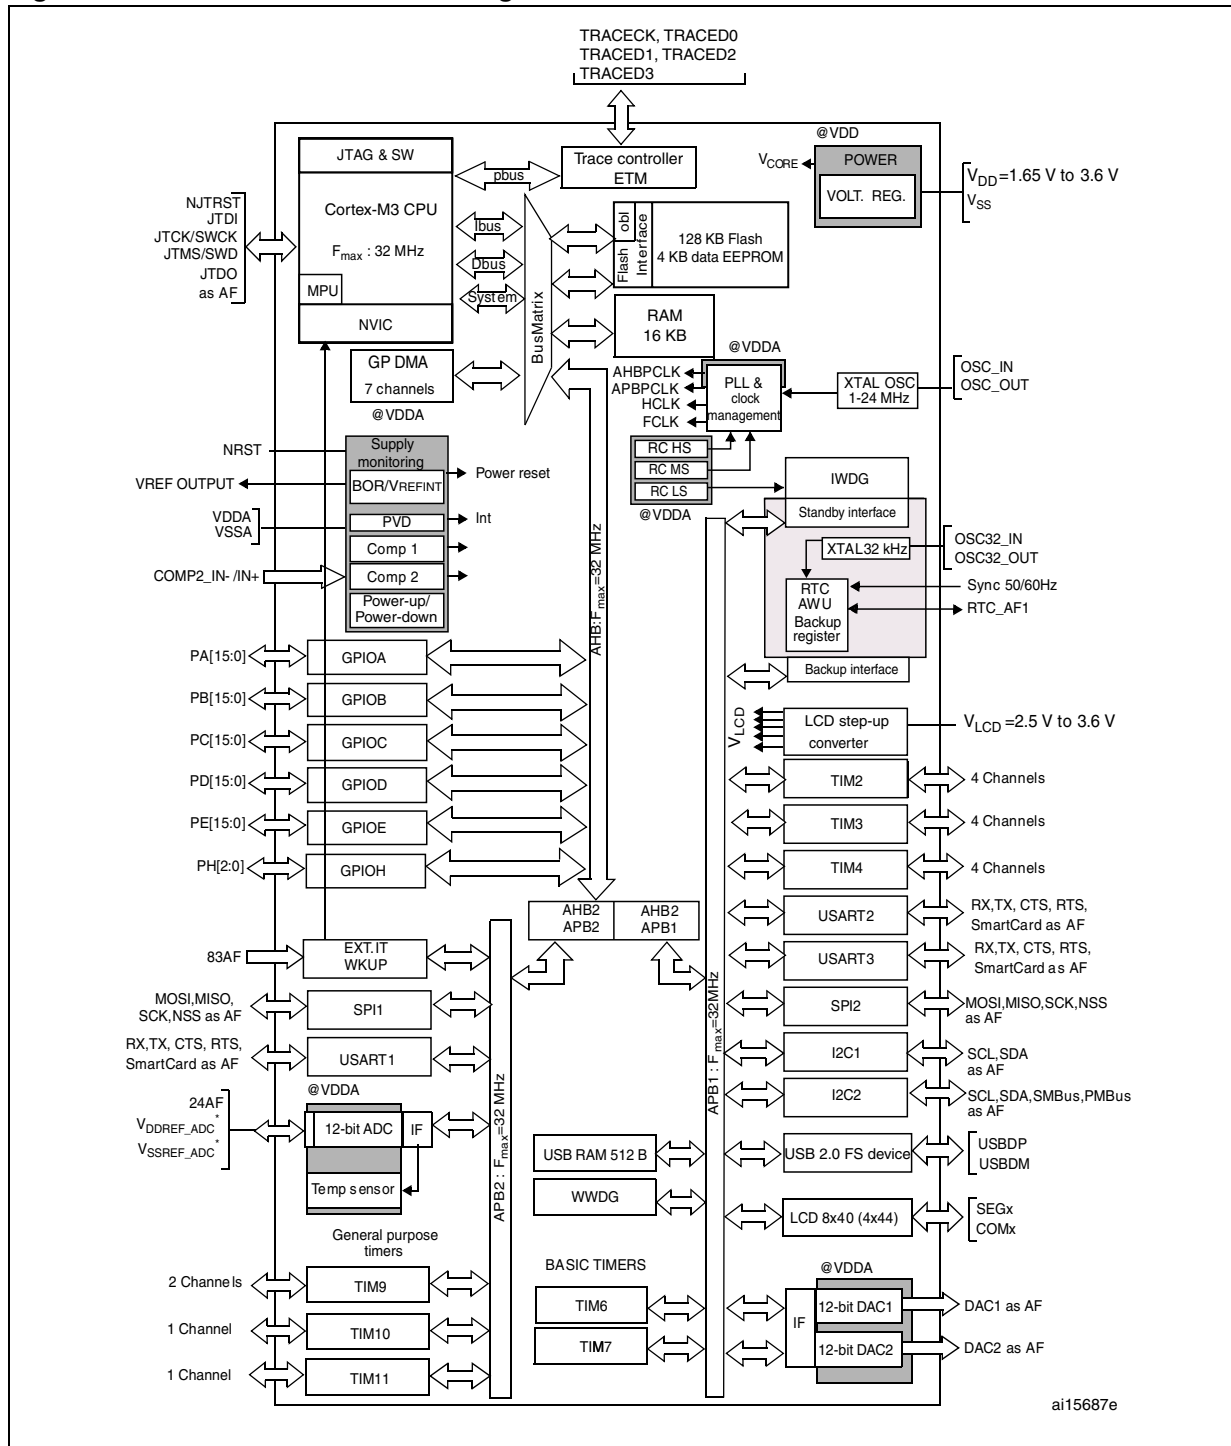 TRACECK, TRACED0
TRACED1, TRACED2
TRACED3
JTAG & SW
Cortex-M3 CPU
Fmax : 32 MHz
MPU
NVIC
NJTRST
JTDI
JTCK/SWCK
JTMS/SWD
JTDO
as AF
pbus
Ibus
Dbus
System
Trace controller
ETM
BusMatrix
Flash obl
Interface
128 KB Flash
4 KB data EEPROM
RAM
16 KB
@VDD
VCORE
POWER
VOLT. REG.
VDD=1.65 V to 3.6 V
VSS
GP DMA
7 channels
@VDDA
AHBPCLK
APBPCLK
HCLK
FCLK
@VDDA
PLL &
clock
management
XTAL OSC
1-24 MHz
OSC_IN
OSC_OUT
RC HS
RC MS
RC LS
@VDDA
NRST
VREF OUTPUT
VDDA
VSSA
COMP2_IN- /IN+
Supply
monitoring
BOR/VREFINT
PVD
Comp 1
Comp 2
Power-up/
Power-down
Power reset
Int
IWDG
Standby interface
XTAL32 kHz
OSC32_IN
OSC32_OUT
RTC
AWU
Backup
register
Sync 50/60Hz
RTC_AF1
Backup interface
AHB:Fmax=32 MHz
PA[15:0]
GPIOA
PB[15:0]
GPIOB
PC[15:0]
GPIOC
PD[15:0]
GPIOD
PE[15:0]
GPIOE
PH[2:0]
GPIOH
VLCD
LCD step-up
converter
VLCD=2.5 V to 3.6 V
TIM2
4 Channels
TIM3
4 Channels
TIM4
4 Channels
AHB2
APB2
AHB2
APB1
USART2
RX,TX, CTS, RTS,
SmartCard as AF
USART3
RX,TX, CTS, RTS,
SmartCard as AF
SPI2
MOSI,MISO,SCK,NSS
as AF
I2C1
SCL,SDA
as AF
I2C2
SCL,SDA,SMBus,PMBus
as AF
APB1 : Fmax=32MHz
83AF
EXT.IT
WKUP
MOSI,MISO,
SCK,NSS as AF
SPI1
RX,TX, CTS, RTS,
SmartCard as AF
USART1
@VDDA
24AF
VDDREF_ADC*
VSSREF_ADC*
12-bit ADC
IF
Temp sensor
APB2 : Fmax=32 MHz
USB RAM 512 B
WWDG
USB 2.0 FS device
USBDP
USBDM
LCD 8x40 (4x44)
SEGx
COMx
General purpose
timers
2 Channels
TIM9
1 Channel
TIM10
1 Channel
TIM11
BASIC TIMERS
TIM6
TIM7
@VDDA
IF
12-bit DAC1
DAC1 as AF
12-bit DAC2
DAC2 as AF
ai15687e